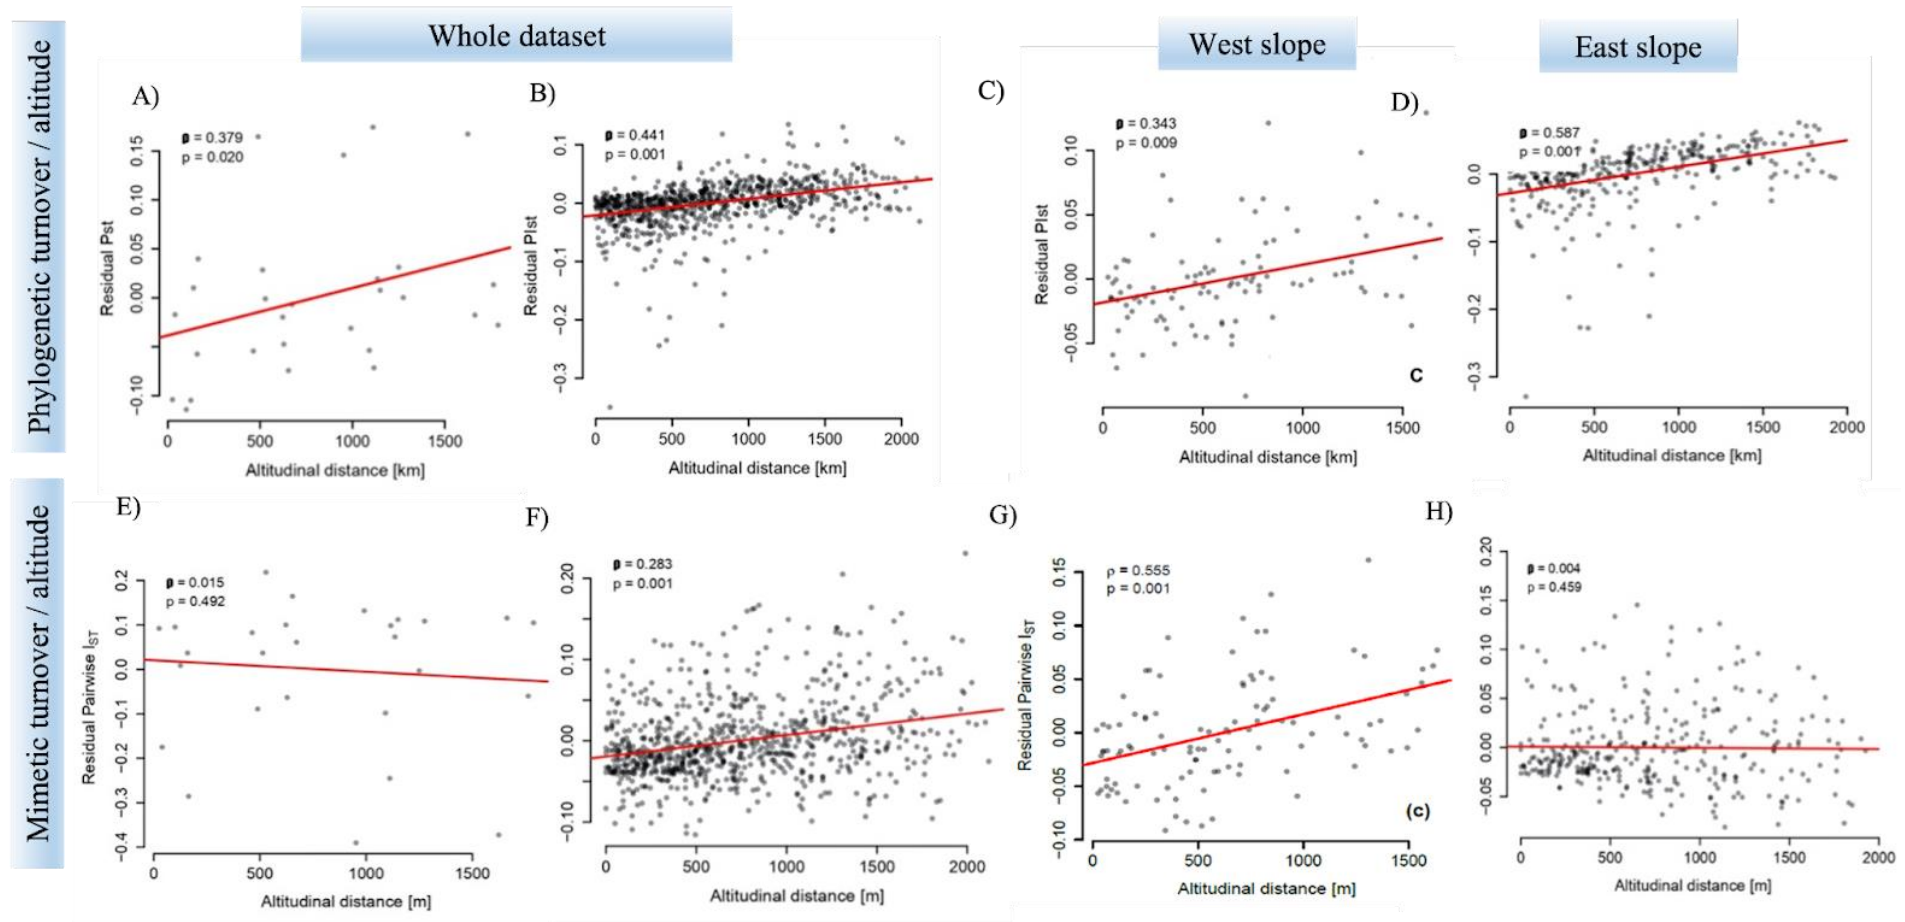 Whole dataset
West slope
East slope
Phylogenetic turnover / altitude
A)
ρ = 0.379
p = 0.020
Residual Pst
0.15
0.10
0.05
0.00
−0.10
0
500
1000
1500
Altitudinal distance [km]
B)
ρ = 0.441
p = 0.001
Residual PIst
0.1
0.0
−0.1
−0.2
−0.3
0
500
1000
1500
2000
Altitudinal distance [km]
C)
ρ = 0.343
p = 0.009
Residual PIst
0.10
0.05
0.00
−0.05
C
0
500
1000
1500
Altitudinal distance [km]
D)
ρ = 0.587
p = 0.001
0.0
−0.1
−0.2
−0.3
0
500
1000
1500
2000
Altitudinal distance [km]
Mimetic turnover / altitude
E)
ρ = 0.015
p = 0.492
Residual Pairwise IST
0.2
0.1
0.0
−0.1
−0.2
−0.3
−0.4
0
500
1000
1500
Altitudinal distance [m]
F)
ρ = 0.283
p = 0.001
0.20
0.10
0.00
−0.10
0
500
1000
1500
2000
Altitudinal distance [m]
G)
ρ = 0.555
p = 0.001
Residual Pairwise IST
0.15
0.10
0.05
0.00
−0.05
−0.10
(c)
0
500
1000
1500
Altitudinal distance [m]
H)
ρ = 0.004
p = 0.459
0.20
0.15
0.10
0.05
0.00
−0.05
0
500
1000
1500
2000
Altitudinal distance [m]